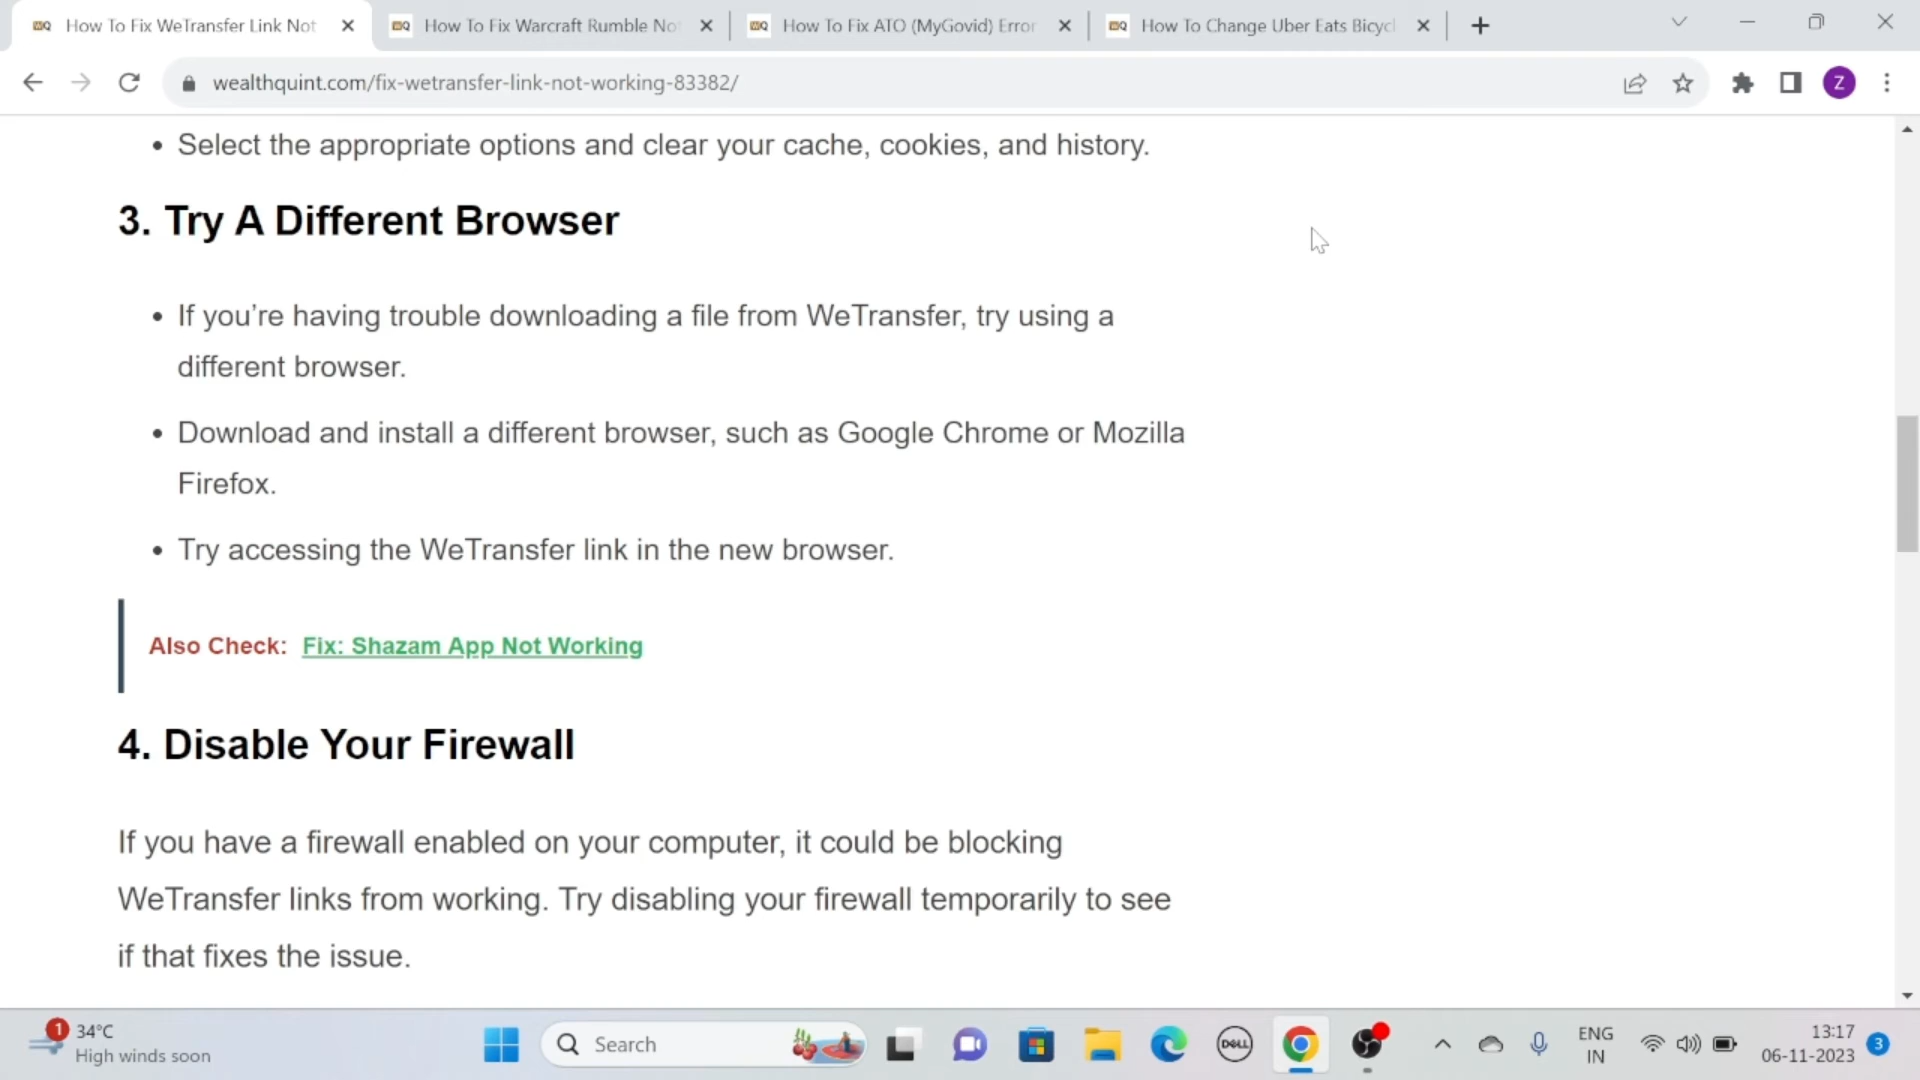 How To Fix WeTransfer Link Not
How To Fix Warcraft Rumble No
How To Fix ATO (MyGovid) Error
How To Change Uber Eats Bicycl
wealthquint.com/fix-wetransfer-link-not-working-83382/
Z
• Select the appropriate options and clear your cache, cookies, and history.
3. Try A Different Browser
• If you’re having trouble downloading a file from WeTransfer, try using a
different browser.
• Download and install a different browser, such as Google Chrome or Mozilla
Firefox.
• Try accessing the WeTransfer link in the new browser.
Also Check: Fix: Shazam App Not Working
4. Disable Your Firewall
If you have a firewall enabled on your computer, it could be blocking
WeTransfer links from working. Try disabling your firewall temporarily to see
if that fixes the issue.
1
34°C
High winds soon
Search
DELL
ENG
IN
13:17
06-11-2023
3